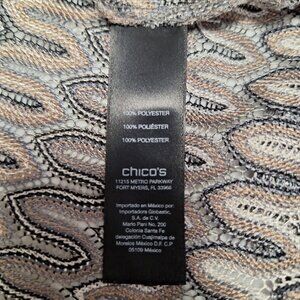 100% POLYESTER
100% POLIÉSTER
100% POLYESTER
chico's
11215 METRO PARKWAY
FORT MYERS, FL 33966
Importado en México por:
Importadora Globastic,
S.A. de C.V.
Mario Pani No. 200
Colonia Santa Fe
delegación Cuajimalpa de
Morelos México D.F. C.P
05109 México